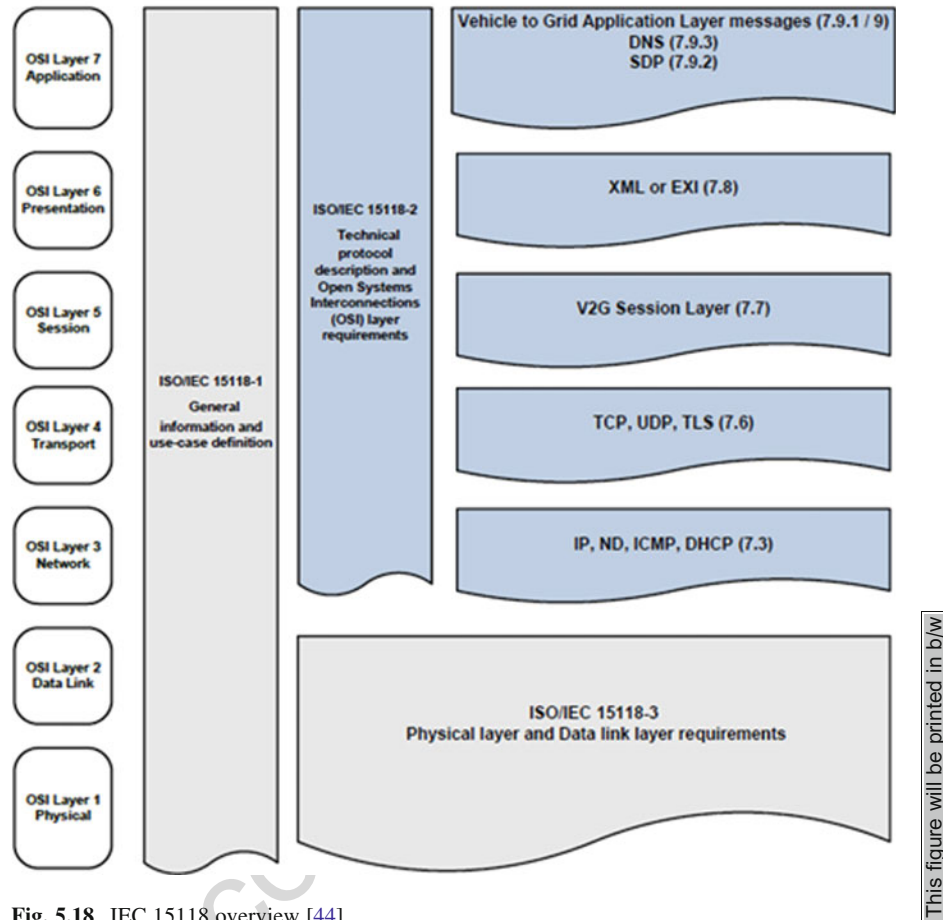 OSI Layer 7
Application
OSI Layer 6
Presentation
OSI Layer 5
Session
OSI Layer 4
Transport
OSI Layer 3
Network
OSI Layer 2
Data Link
OSI Layer 1
Physical
ISO/IEC 15118-1
General
information and
use-case definition
ISO/IEC 15118-2
Technical
protocol
description and
Open Systems
Interconnections
(OSI) layer
requirements
Vehicle to Grid Application Layer messages (7.9.1 / 9)
DNS (7.9.3)
SDP (7.9.2)
XML or EXI (7.8)
V2G Session Layer (7.7)
TCP, UDP, TLS (7.6)
IP, ND, ICMP, DHCP (7.3)
ISO/IEC 15118-3
Physical layer and Data link layer requirements
This figure will be printed in b/w
Fig. 5.18 IEC 15118 overview [44]